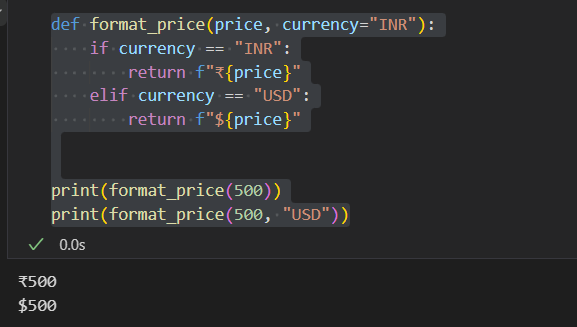 def format_price(price, currency="INR"):
    if currency == "INR":
        return f"₹{price}"
    elif currency == "USD":
        return f"${price}"

print(format_price(500))
print(format_price(500, "USD"))
0.0s
₹500
$500